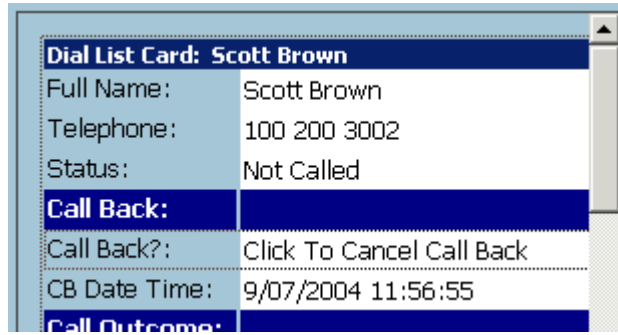 Dial List Card: Scott Brown
Full Name: Scott Brown
Telephone: 100 200 3002
Status: Not Called
Call Back:
Call Back?: Click To Cancel Call Back
CB Date Time: 9/07/2004 11:56:55
Call Outcome: